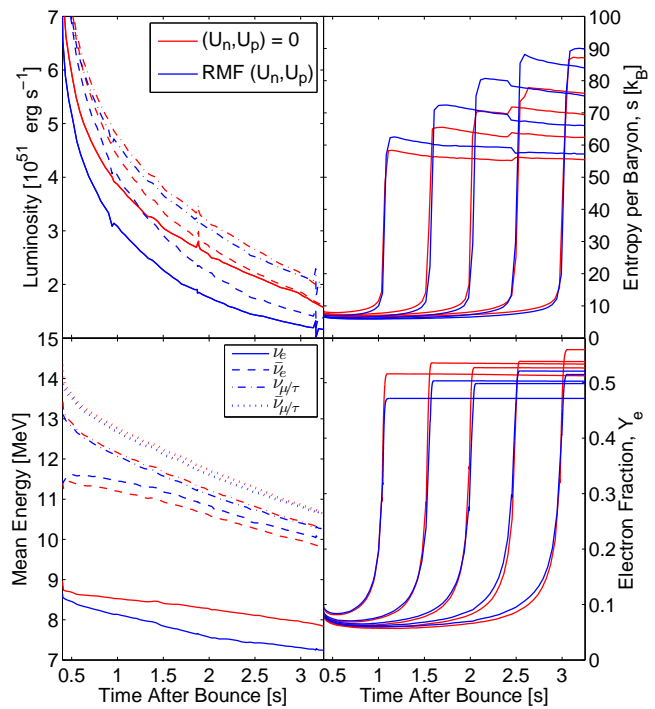 7
6
5
4
3
2
Luminosity [10^51 erg s^-1]
(U_n,U_p) = 0
RMF (U_n,U_p)
100
90
80
70
60
50
40
30
20
10
0
Entropy per Baryon, s [k_B]
15
14
13
12
11
10
9
8
7
Mean Energy [MeV]
ν_e
ν̄_e
ν_μ/τ
ν̄_μ/τ
0.5
0.4
0.3
0.2
0.1
0
Electron Fraction, Y_e
0.5 1 1.5 2 2.5 3
Time After Bounce [s]
0.5 1 1.5 2 2.5 3
Time After Bounce [s]